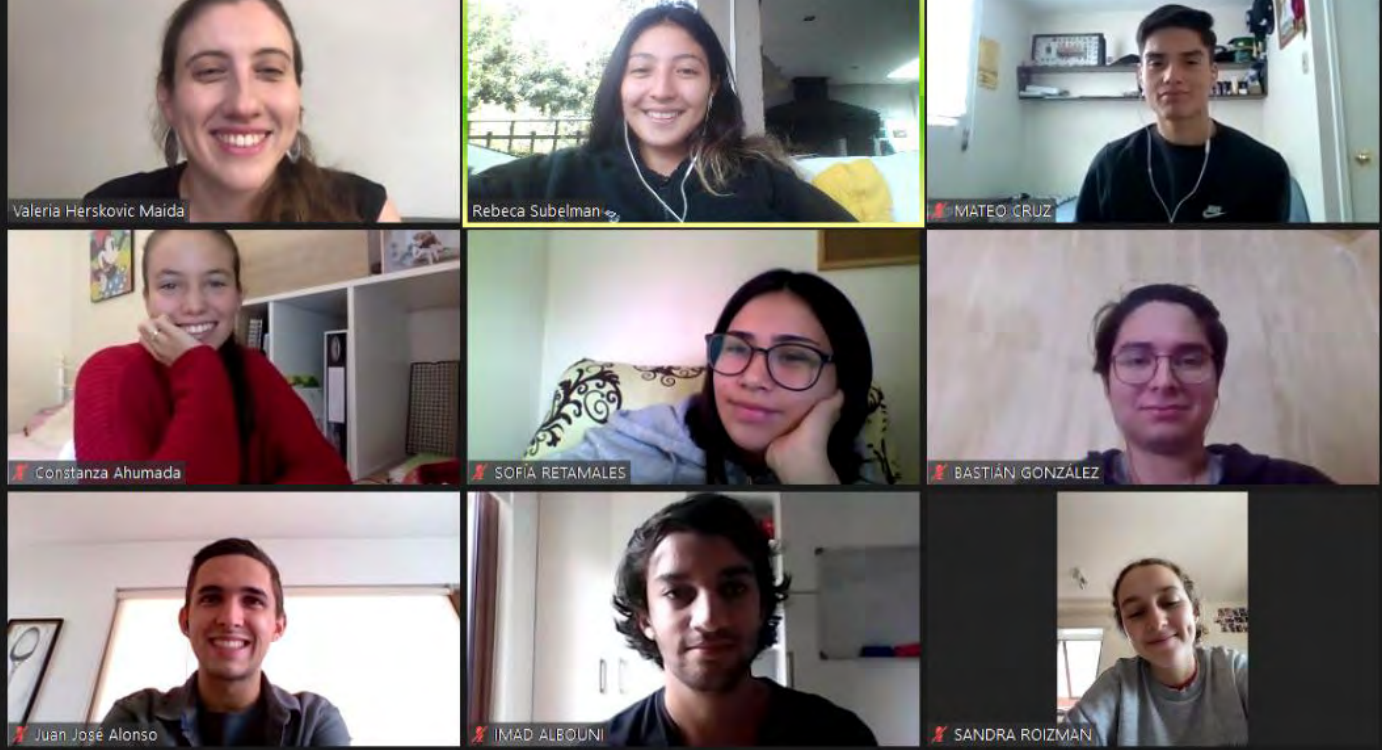 Valeria Herskovic Maida
Rebeca Subelman
MATEO CRUZ
Constanza Ahumada
SOFÍA RETAMALES
BASTIÁN GONZÁLEZ
Juan José Alonso
IMAD ALBOUNI
SANDRA ROIZMAN